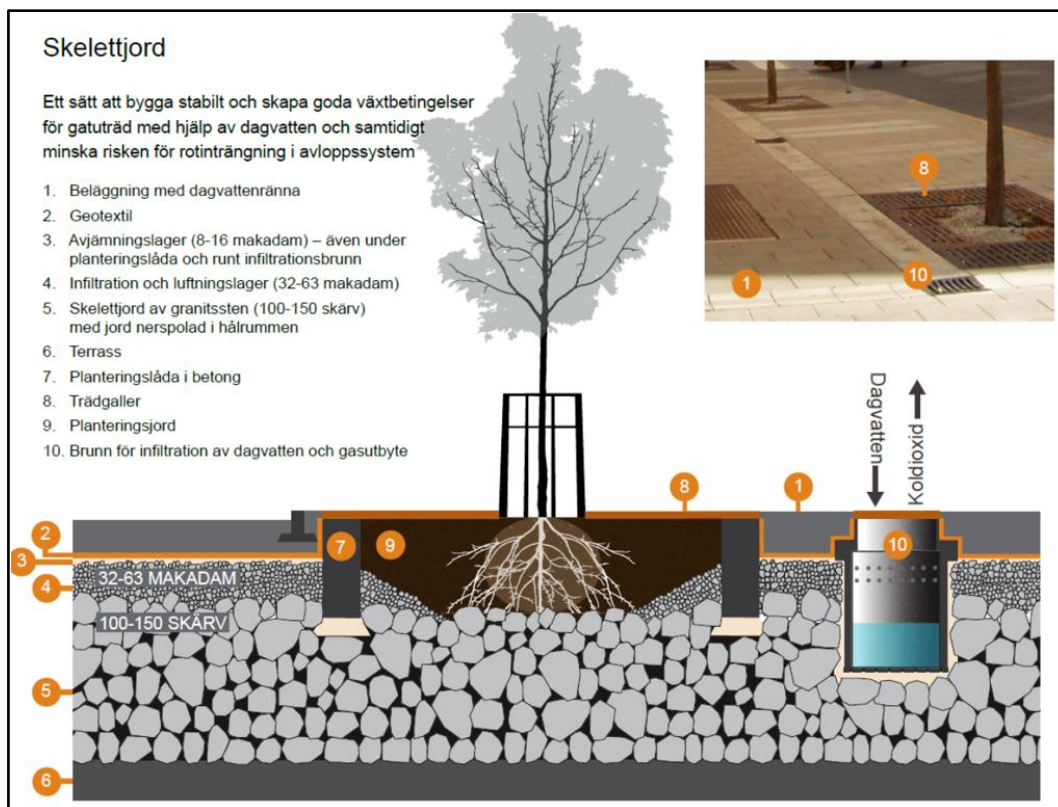 Skelettjord
Ett sätt att bygga stabilt och skapa goda växtbetingelser
för gatuträd med hjälp av dagvatten och samtidigt
minska risken för rotinträngning i avloppssystem
1. Beläggning med dagvattenränna
2. Geotextil
3. Avjämningslager (8-16 makadam) – även under
planteringslåda och runt infiltrationsbrunn
4. Infiltration och luftningslager (32-63 makadam)
5. Skelettjord av granitssten (100-150 skärv)
med jord nerspolad i hålrummen
6. Terrass
7. Planteringslåda i betong
8. Trädgaller
9. Planteringsjord
10. Brunn för infiltration av dagvatten och gasutbyte
8
10
1
Dagvatten
Koldioxid
8
1
2
7
9
10
3
32-63 MAKADAM
4
100-150 SKÄRV
5
6